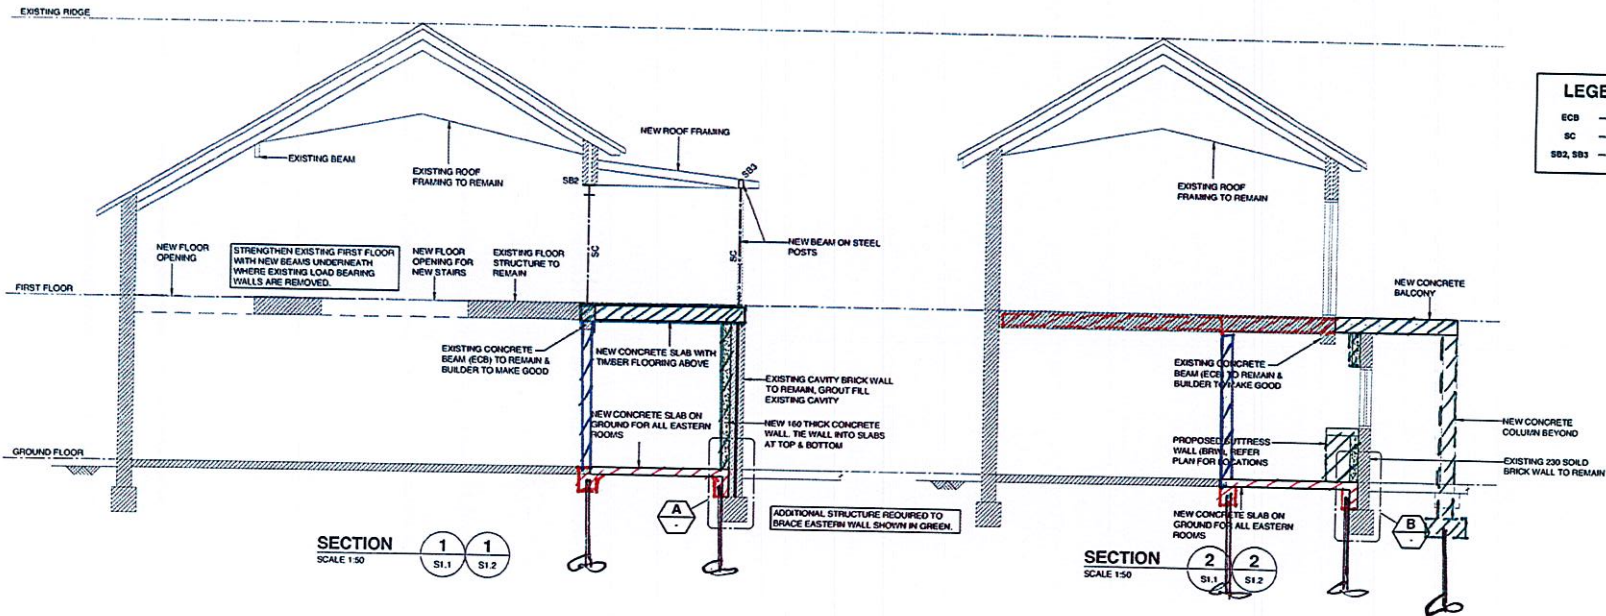 EXISTING RIDGE
NEW ROOF FRAMING
EXISTING BEAM
EXISTING ROOF
FRAMING TO REMAIN
SB2
SB3
NEW FLOOR
OPENING
STRENGTHEN EXISTING FIRST FLOOR
WITH NEW BEAMS UNDERNEATH
WHERE EXISTING LOAD BEARING
WALLS ARE REMOVED.
NEW FLOOR
OPENING FOR
NEW STAIRS
EXISTING FLOOR
STRUCTURE TO
REMAIN
SC
SC
NEW BEAM ON STEEL
POSTS
FIRST FLOOR
EXISTING CONCRETE
BEAM (ECB) TO REMAIN &
BUILDER TO MAKE GOOD
NEW CONCRETE SLAB WITH
TIMBER FLOORING ABOVE
EXISTING CAVITY BRICK WALL
TO REMAIN, GROUT FILL
EXISTING CAVITY
NEW CONCRETE SLAB ON
GROUND FOR ALL EASTERN
ROOMS
NEW 160 THICK CONCRETE
WALL. TIE WALL INTO SLABS
AT TOP & BOTTOM
GROUND FLOOR
A
-
ADDITIONAL STRUCTURE REQUIRED TO
BRACE EASTERN WALL SHOWN IN GREEN.
SECTION
SCALE 1:50
1
S1.1
1
S1.2
EXISTING ROOF
FRAMING TO REMAIN
NEW CONCRETE
BALCONY
EXISTING CONCRETE
BEAM (ECB) TO REMAIN &
BUILDER TO MAKE GOOD
PROPOSED BUTTRESS
WALL (BRW), REFER
PLAN FOR LOCATIONS
NEW CONCRETE
COLUMN BEYOND
EXISTING 230 SOILD
BRICK WALL TO REMAIN
NEW CONCRETE SLAB ON
GROUND FOR ALL EASTERN
ROOMS
B
-
SECTION
SCALE 1:50
2
S1.1
2
S1.2
LEGE
ECB –
SC –
SB2, SB3 –